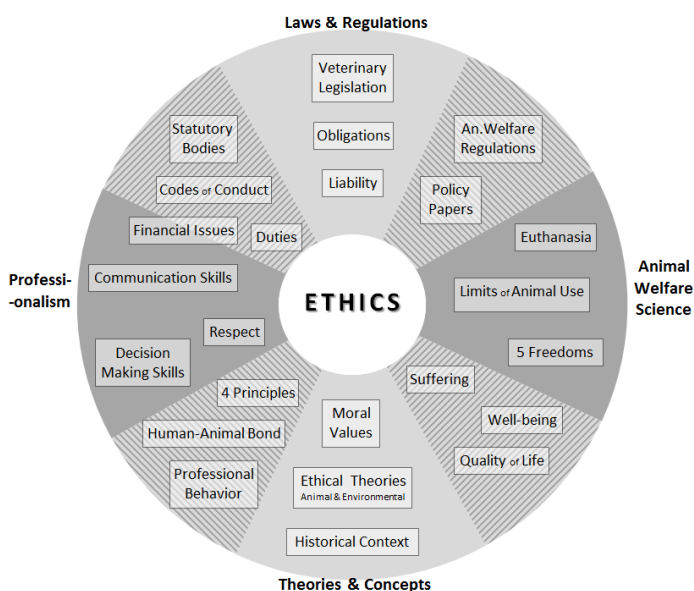 Laws & Regulations
Veterinary
Legislation
Obligations
Liability
Statutory
Bodies
Codes of Conduct
An.Welfare
Regulations
Policy
Papers
Financial Issues
Duties
Communication Skills
Respect
Decision
Making Skills
Professi-
-onalism
ETHICS
Euthanasia
Limits of Animal Use
5 Freedoms
Animal
Welfare
Science
4 Principles
Human-Animal Bond
Professional
Behavior
Moral
Values
Ethical Theories
Animal & Environmental
Historical Context
Suffering
Well-being
Quality of Life
Theories & Concepts